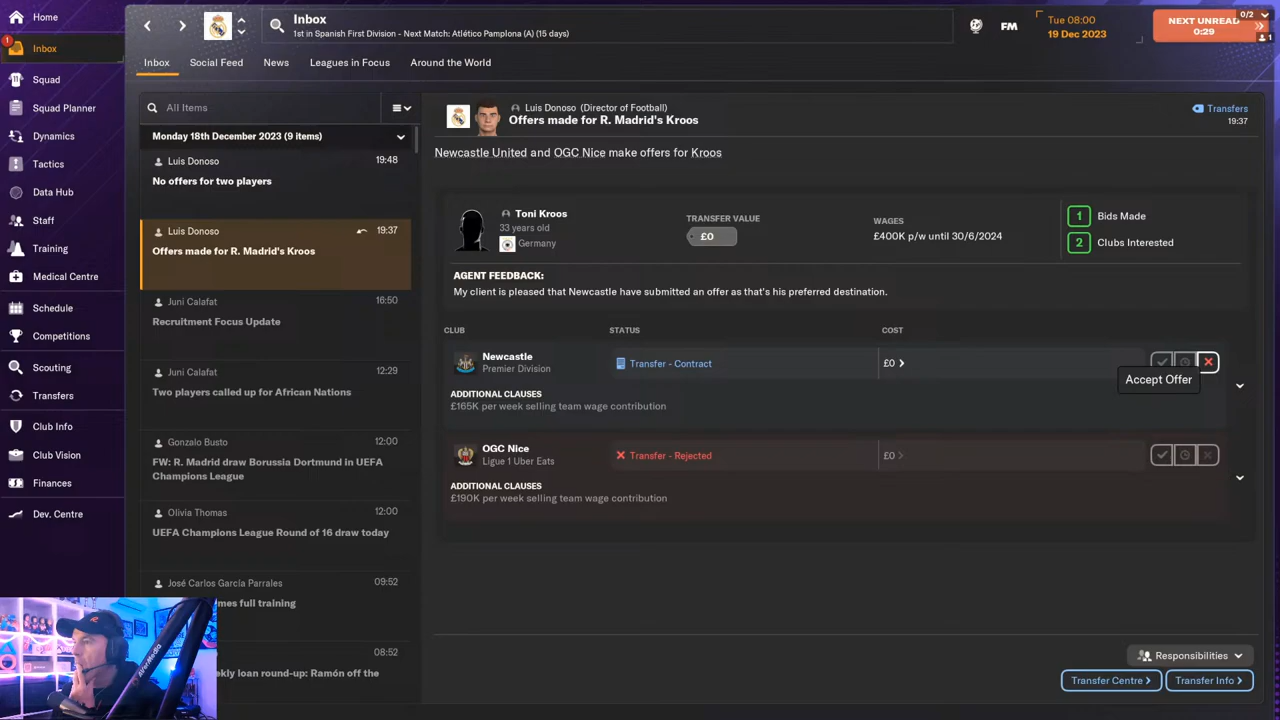 Home
Inbox
1st in Spanish First Division - Next Match: Atlético Pamplona (A) (15 days)
FM
Tue 08:00
19 Dec 2023
NEXT UNREAD
0:29
0/2
1
1
Inbox
Squad
Squad Planner
Dynamics
Tactics
Data Hub
Staff
Training
Medical Centre
Schedule
Competitions
Scouting
Transfers
Club Info
Club Vision
Finances
Dev. Centre
Inbox
Social Feed
News
Leagues in Focus
Around the World
All Items
Monday 18th December 2023 (9 items)
Luis Donoso
19:48
No offers for two players
Luis Donoso
19:37
Offers made for R. Madrid's Kroos
Juni Calafat
16:50
Recruitment Focus Update
Juni Calafat
12:29
Two players called up for African Nations
Gonzalo Busto
12:00
FW: R. Madrid draw Borussia Dortmund in UEFA
Champions League
Olivia Thomas
12:00
UEFA Champions League Round of 16 draw today
José Carlos García Parrales
09:52
mes full training
08:52
ekly loan round-up: Ramón off the
Luis Donoso (Director of Football)
Offers made for R. Madrid's Kroos
Transfers
19:37
Newcastle United and OGC Nice make offers for Kroos
Toni Kroos
33 years old
Germany
TRANSFER VALUE
£0
WAGES
£400K p/w until 30/6/2024
1 Bids Made
2 Clubs Interested
AGENT FEEDBACK:
My client is pleased that Newcastle have submitted an offer as that's his preferred destination.
CLUB
STATUS
COST
Newcastle
Premier Division
Transfer - Contract
£0
Accept Offer
ADDITIONAL CLAUSES
£165K per week selling team wage contribution
OGC Nice
Ligue 1 Uber Eats
Transfer - Rejected
£0
ADDITIONAL CLAUSES
£190K per week selling team wage contribution
Responsibilities
Transfer Centre
Transfer Info